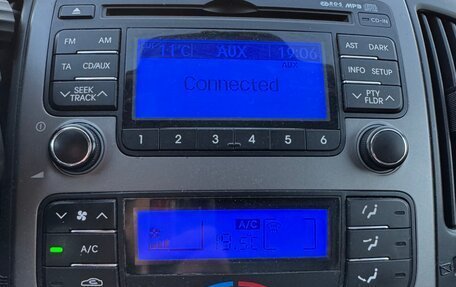 MP3
CD-IN
FM AM
11°C AUX 19:06
AST DARK
AUX
TA CD/AUX
Connected
INFO SETUP
SEEK
TRACK
PTY
FLDR
1 2 3 4 5 6
A/C
A/C